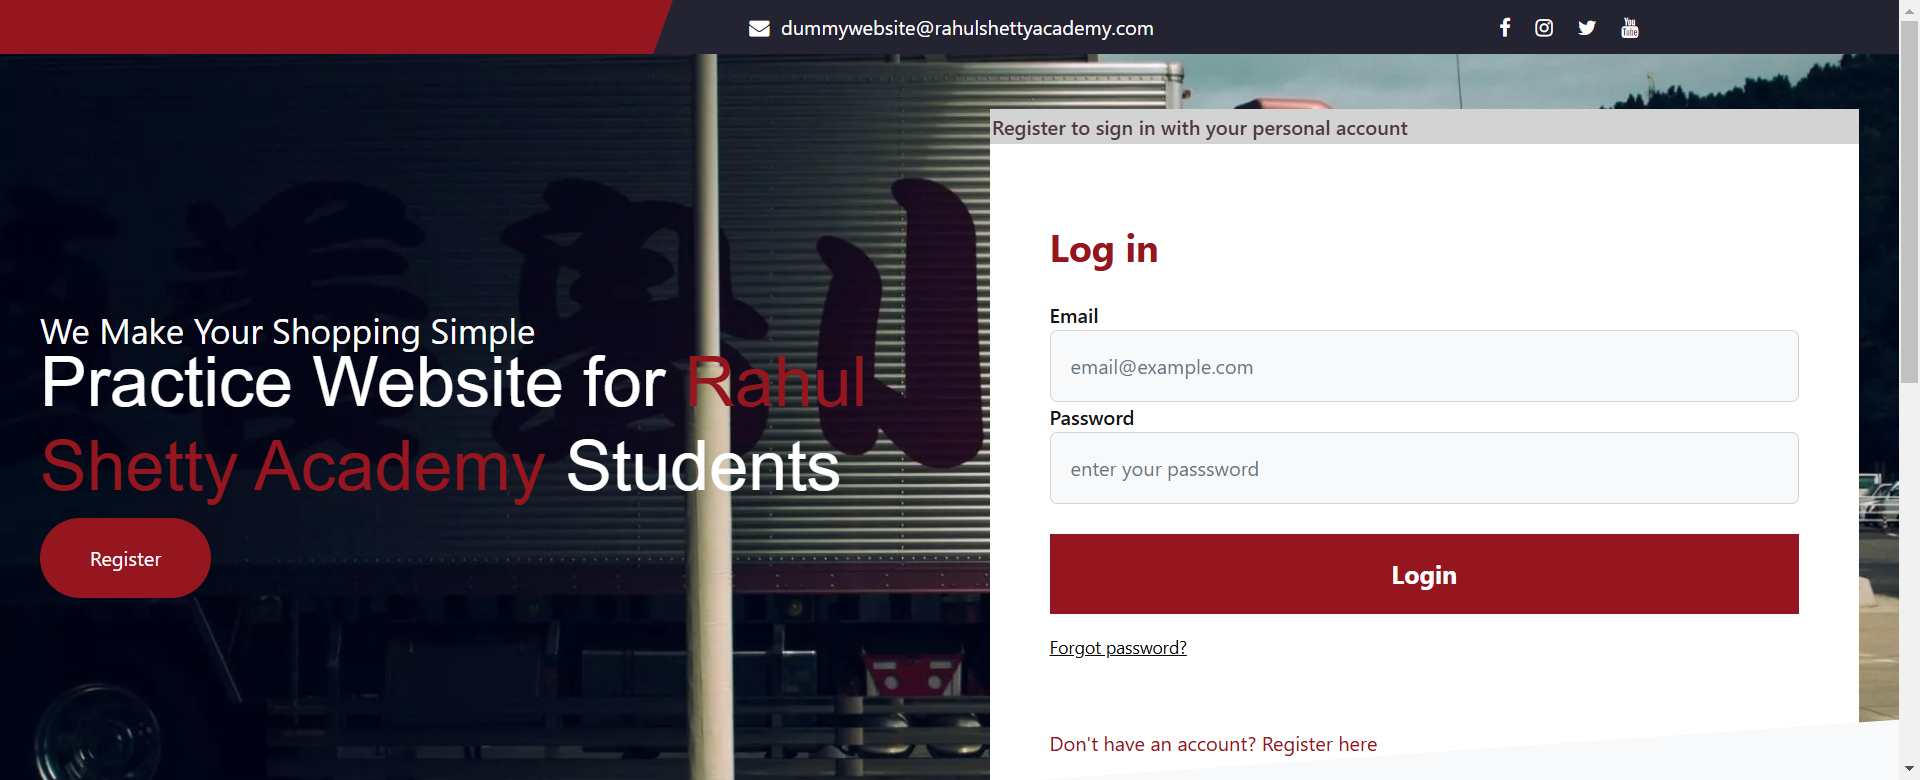 dummywebsite@rahulshettyacademy.com
You
Tube
Register to sign in with your personal account
We Make Your Shopping Simple
Practice Website for Rahul
Shetty Academy Students
Register
Log in
Email
email@example.com
Password
enter your passsword
Login
Forgot password?
Don't have an account? Register here